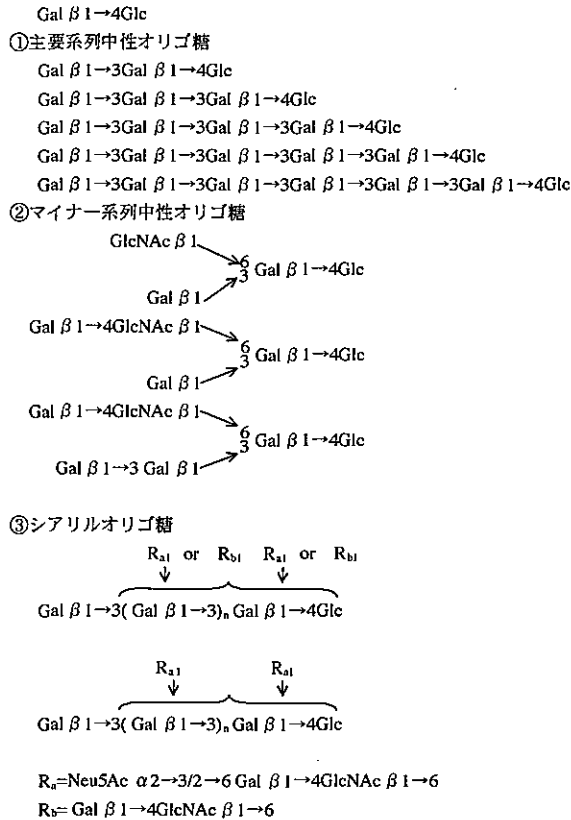 Gal β 1→4Glc
①主要系列中性オリゴ糖
Gal β 1→3Gal β 1→4Glc
Gal β 1→3Gal β 1→3Gal β 1→4Glc
Gal β 1→3Gal β 1→3Gal β 1→3Gal β 1→4Glc
Gal β 1→3Gal β 1→3Gal β 1→3Gal β 1→3Gal β 1→4Glc
Gal β 1→3Gal β 1→3Gal β 1→3Gal β 1→3Gal β 1→3Gal β 1→4Glc
②マイナー系列中性オリゴ糖
GlcNAc β 1
6
3 Gal β 1→4Glc
Gal β 1
Gal β 1→4GlcNAc β 1
6
3 Gal β 1→4Glc
Gal β 1
Gal β 1→4GlcNAc β 1
6
3 Gal β 1→4Glc
Gal β 1→3 Gal β 1
③シアリルオリゴ糖
Ra1 or Rb1 Ra1 or Rb1
Gal β 1→3( Gal β 1→3)n Gal β 1→4Glc
Ra1 Ra1
Gal β 1→3( Gal β 1→3)n Gal β 1→4Glc
Ra=Neu5Ac α2→3/2→6 Gal β 1→4GlcNAc β 1→6
Rb= Gal β 1→4GlcNAc β 1→6